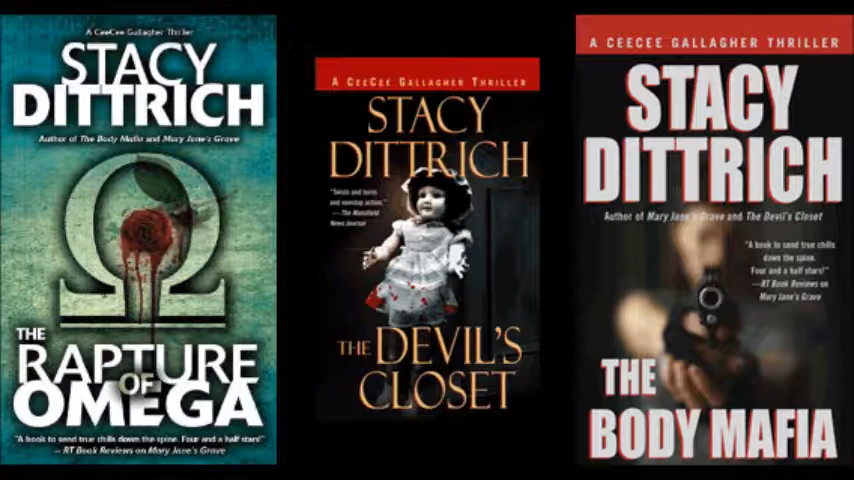 A CeeCee Gallagher Thriller
STACY
DITTRICH
Author of The Body Mafia and Mary Jane's Grave
Ω
THE
RAPTURE
OF
OMEGA
"A book to send true chills down the spine. Four and a half stars!"
— RT Book Reviews on Mary Jane's Grave
A CEECEE GALLAGHER THRILLER
STACY
DITTRICH
"Twists and turns
and nonstop action."
—The Mansfield
News Journal
THE DEVIL'S
CLOSET
A CEECEE GALLAGHER THRILLER
STACY
DITTRICH
Author of Mary Jane's Grave and The Devil's Closet
"A book to send true chills
down the spine.
Four and a half stars!"
—RT Book Reviews on
Mary Jane's Grave
THE
BODY MAFIA